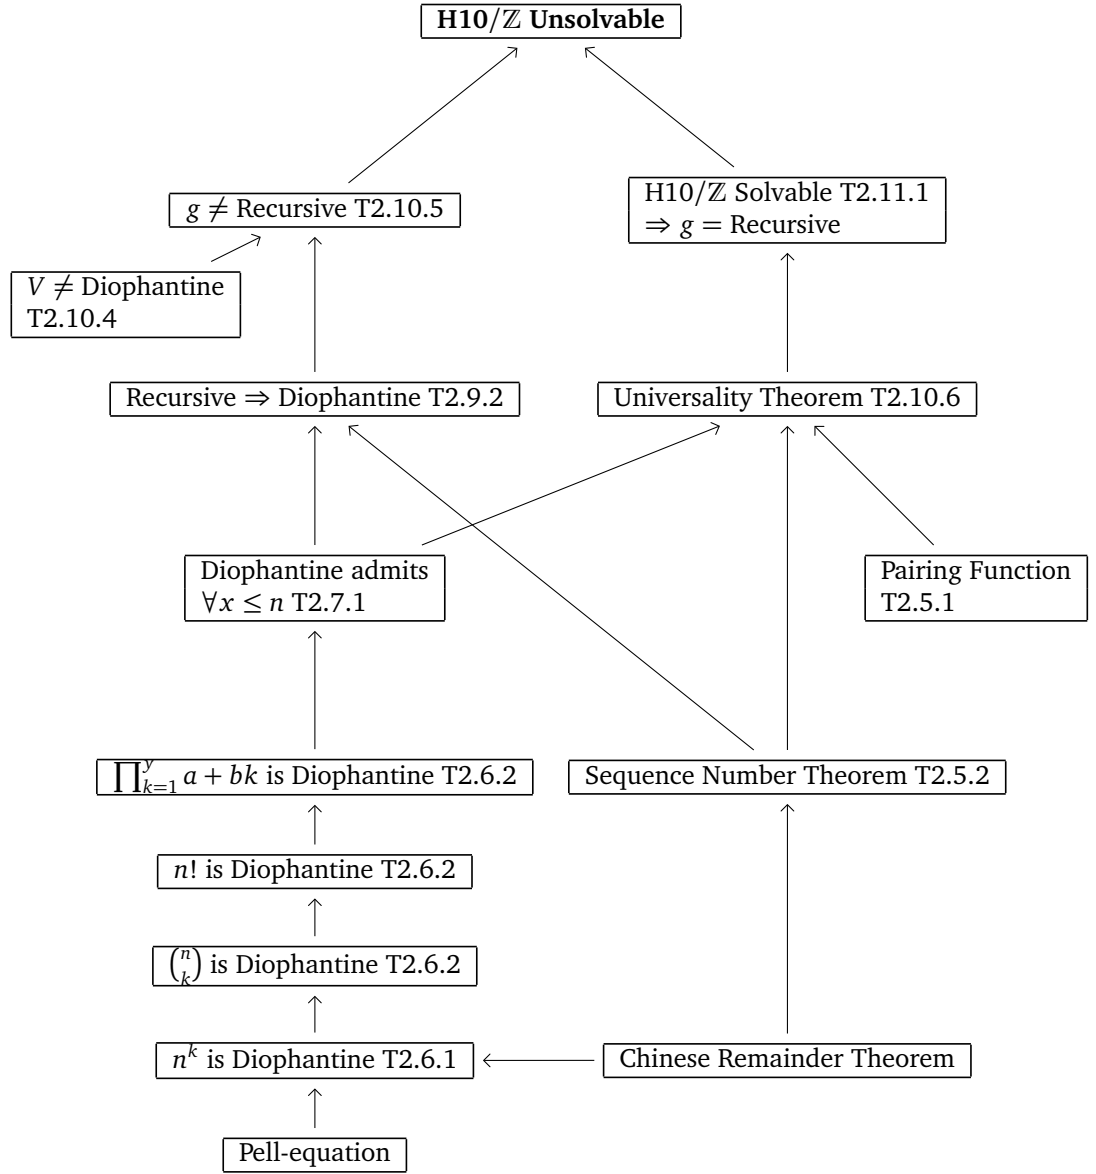 H10/ℤ Unsolvable
g ≠ Recursive T2.10.5
H10/ℤ Solvable T2.11.1
⇒ g = Recursive
V ≠ Diophantine
T2.10.4
Recursive ⇒ Diophantine T2.9.2
Universality Theorem T2.10.6
Diophantine admits
∀x ≤ n T2.7.1
Pairing Function
T2.5.1
∏_{k=1}^{y} a + bk is Diophantine T2.6.2
Sequence Number Theorem T2.5.2
n! is Diophantine T2.6.2
\binom{n}{k} is Diophantine T2.6.2
n^k is Diophantine T2.6.1
Chinese Remainder Theorem
Pell-equation